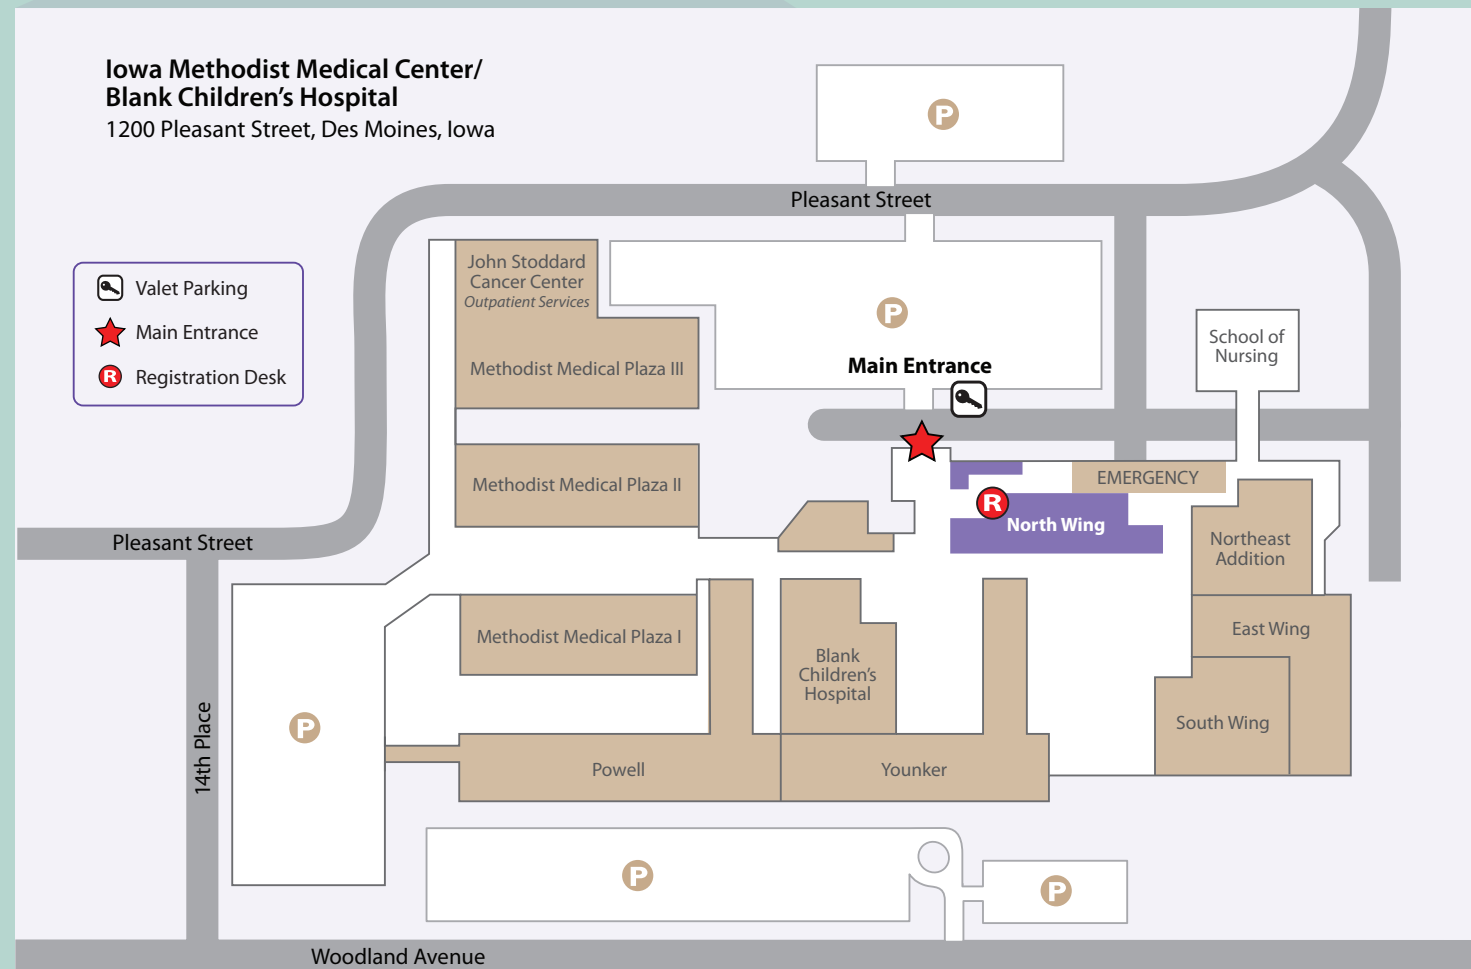 Iowa Methodist Medical Center/
Blank Children's Hospital
1200 Pleasant Street, Des Moines, Iowa
P
Pleasant Street
Valet Parking
Main Entrance
R Registration Desk
John Stoddard
Cancer Center
Outpatient Services
Methodist Medical Plaza III
P
Main Entrance
School of
Nursing
Methodist Medical Plaza II
EMERGENCY
R
North Wing
Northeast
Addition
Pleasant Street
Methodist Medical Plaza I
Blank
Children's
Hospital
East Wing
South Wing
P
14th Place
Powell
Younker
P
P
Woodland Avenue